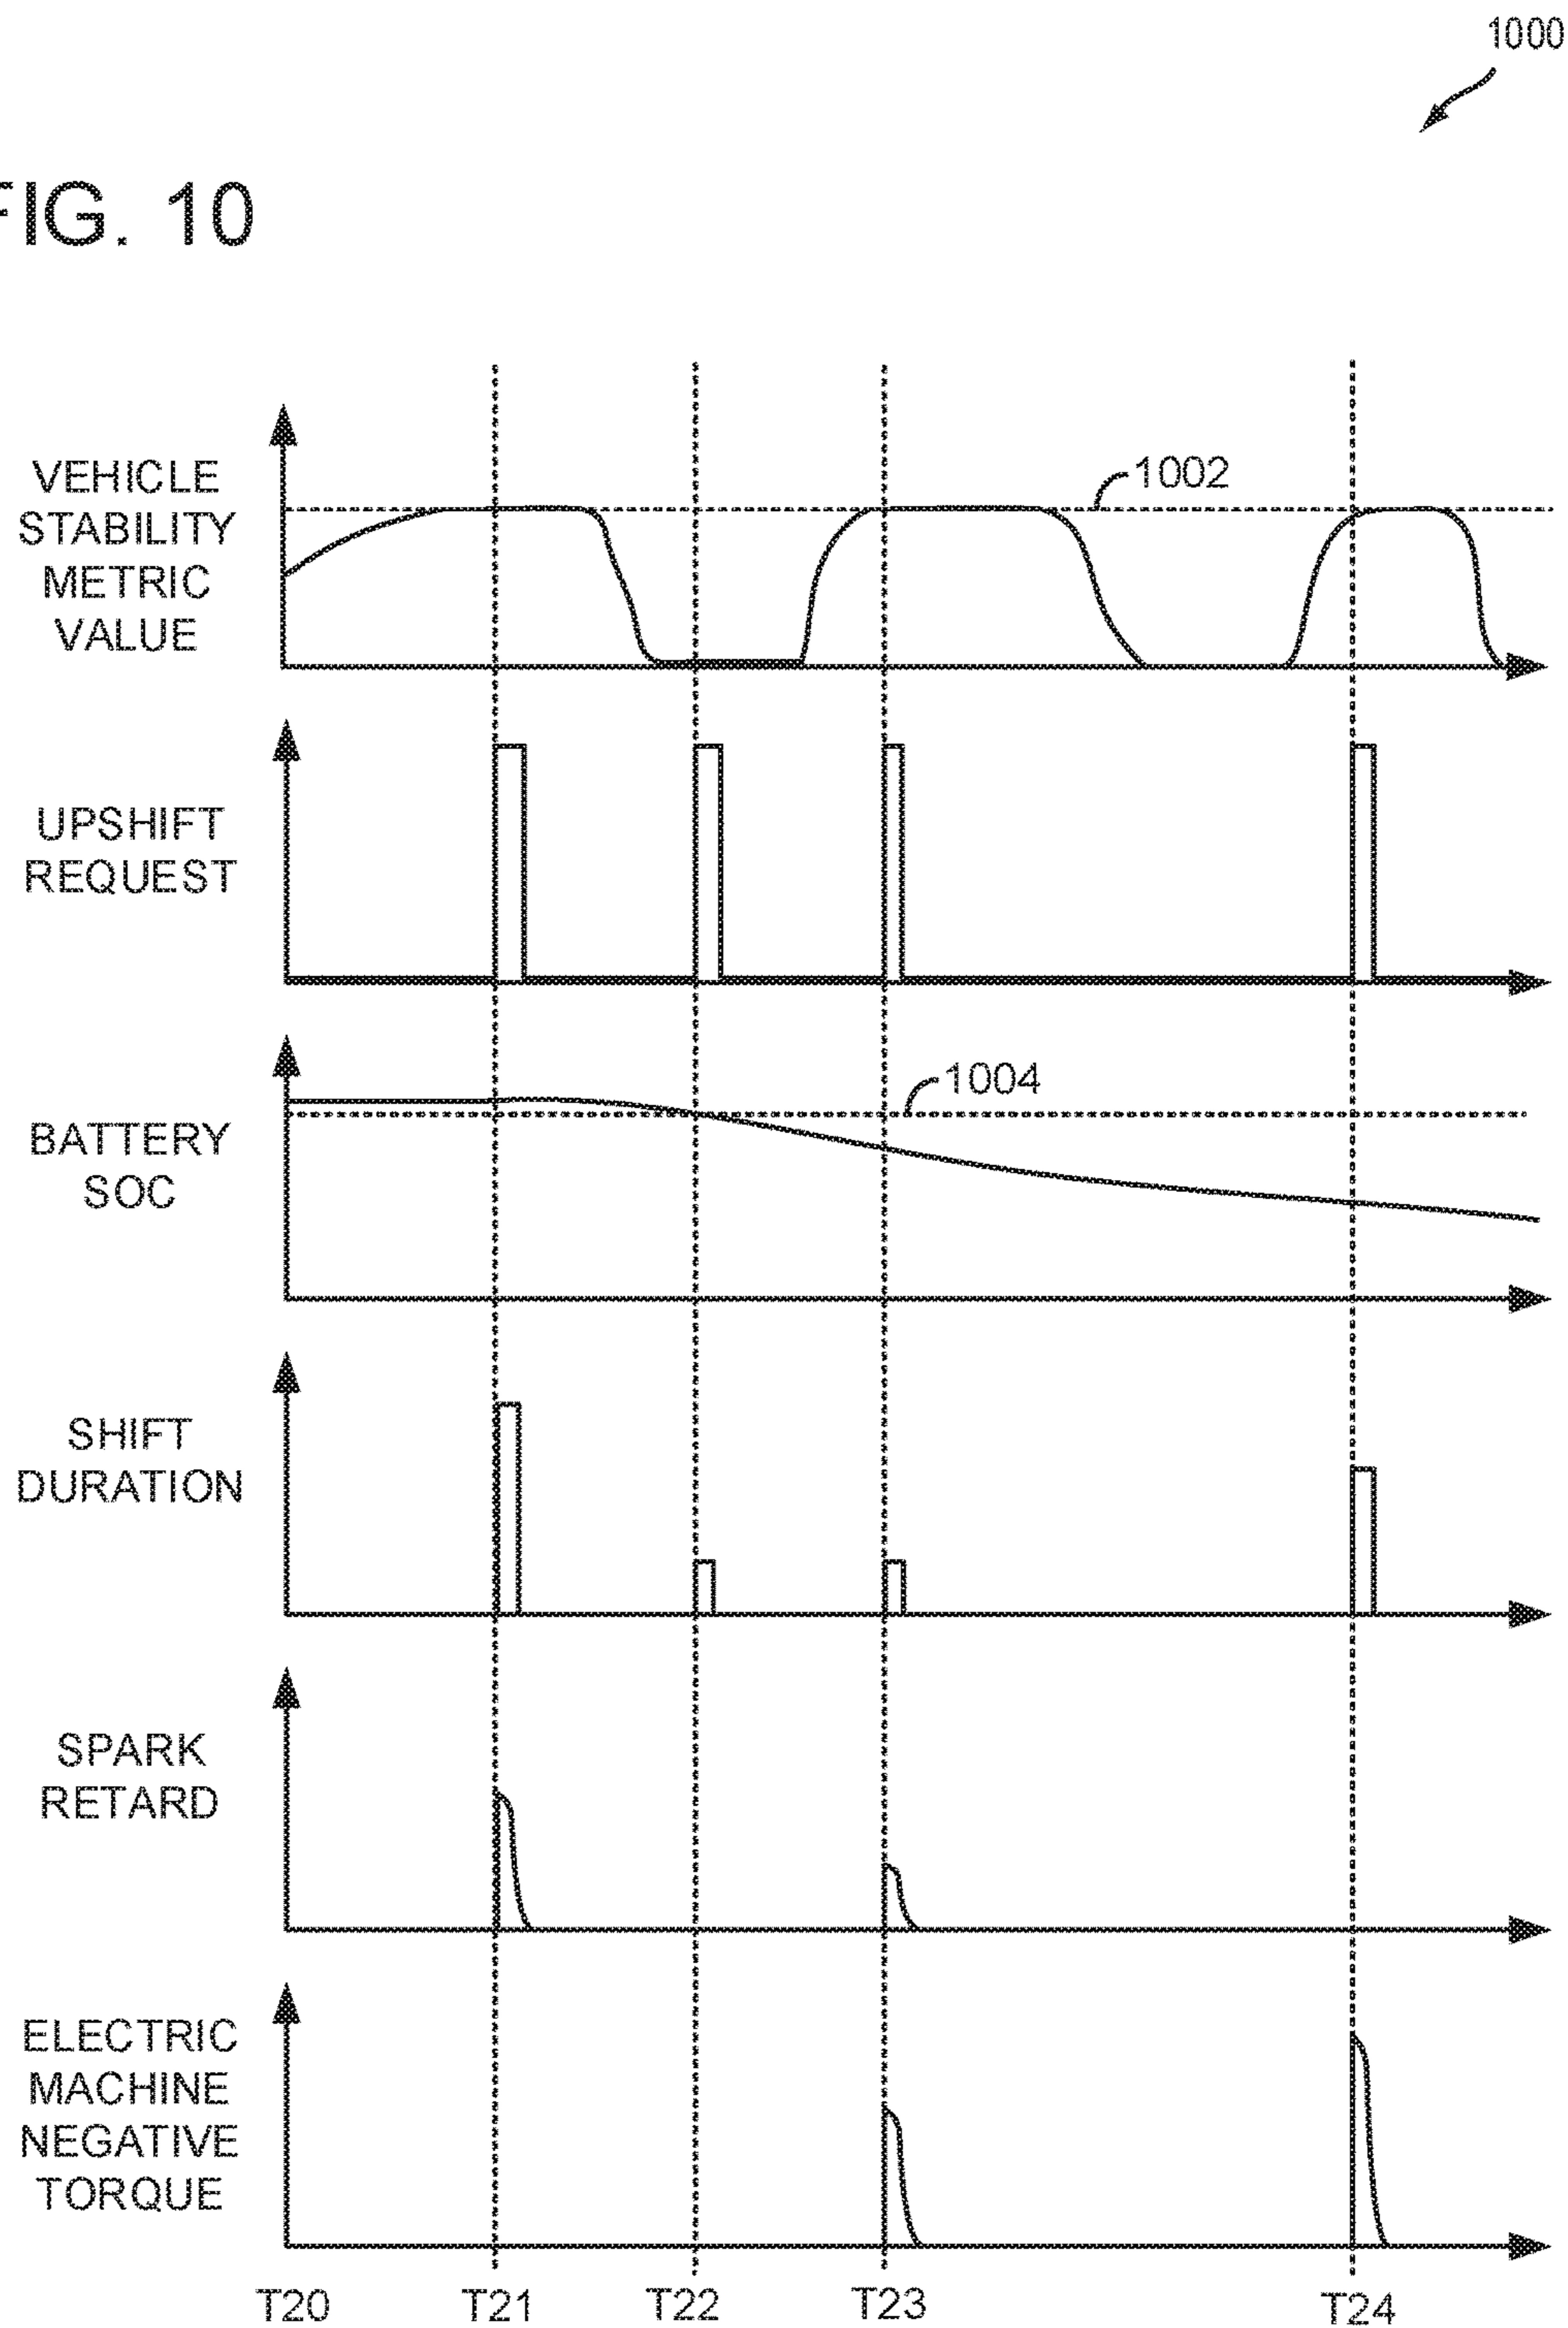 1000
FIG. 10
VEHICLE
STABILITY
METRIC
VALUE
1002
UPSHIFT
REQUEST
1004
BATTERY
SOC
SHIFT
DURATION
SPARK
RETARD
ELECTRIC
MACHINE
NEGATIVE
TORQUE
T20 T21 T22 T23 T24